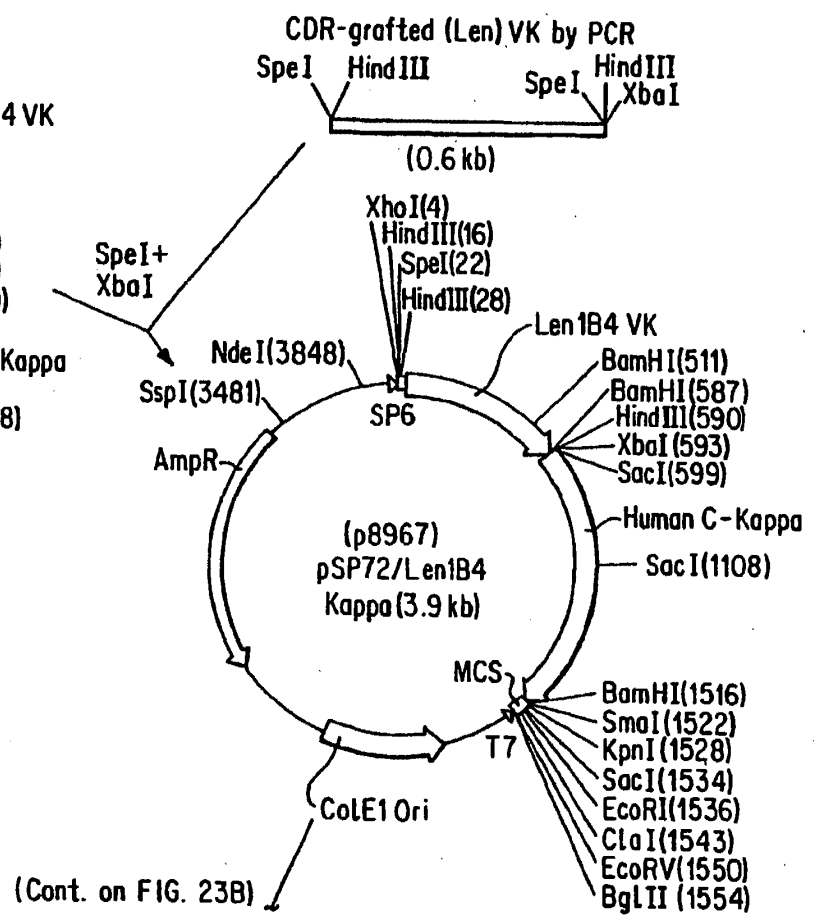 CDR-grafted (Len) VK by PCR
SpeI
HindIII
SpeI
HindIII
XbaI
(0.6 kb)
4 VK
)
)
SpeI+
XbaI
Kappa
8)
XhoI(4)
HindIII(16)
SpeI(22)
HindIII(28)
NdeI(3848)
SspI(3481)
AmpR
SP6
Len1B4 VK
BamHI(511)
BamHI(587)
HindIII(590)
XbaI(593)
SacI(599)
Human C-Kappa
SacI(1108)
(p8967)
pSP72/Len1B4
Kappa(3.9 kb)
MCS
T7
BamHI(1516)
SmaI(1522)
KpnI(1528)
SacI(1534)
EcoRI(1536)
ClaI(1543)
EcoRV(1550)
BglII (1554)
ColE1 Ori
(Cont. on FIG. 23B)